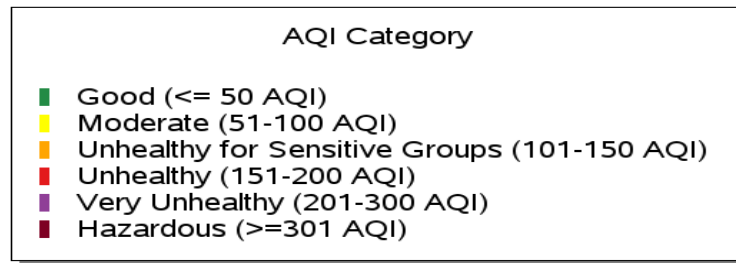 AQI Category
Good (<= 50 AQI)
Moderate (51-100 AQI)
Unhealthy for Sensitive Groups (101-150 AQI)
Unhealthy (151-200 AQI)
Very Unhealthy (201-300 AQI)
Hazardous (>=301 AQI)